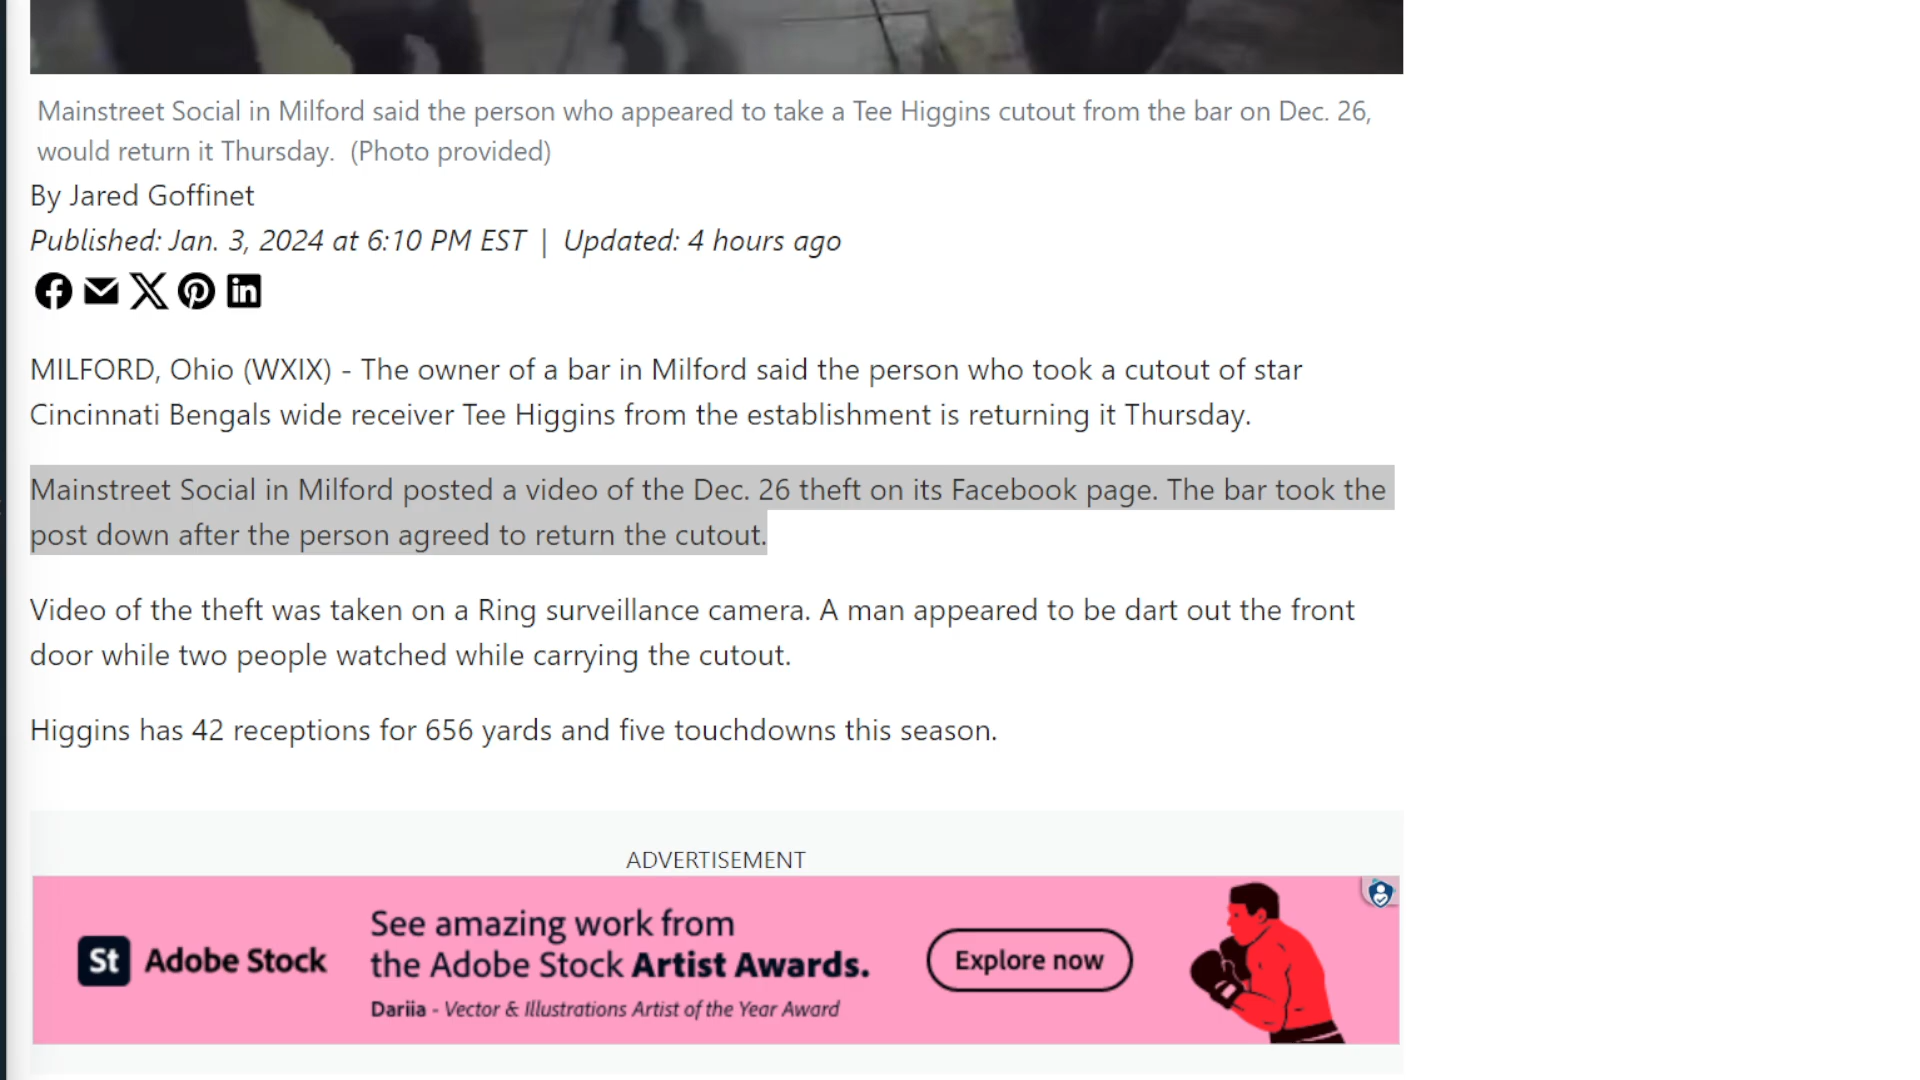 Mainstreet Social in Milford said the person who appeared to take a Tee Higgins cutout from the bar on Dec. 26,
would return it Thursday. (Photo provided)
By Jared Goffinet
Published: Jan. 3, 2024 at 6:10 PM EST | Updated: 4 hours ago
MILFORD, Ohio (WXIX) - The owner of a bar in Milford said the person who took a cutout of star
Cincinnati Bengals wide receiver Tee Higgins from the establishment is returning it Thursday.
Mainstreet Social in Milford posted a video of the Dec. 26 theft on its Facebook page. The bar took the
post down after the person agreed to return the cutout.
Video of the theft was taken on a Ring surveillance camera. A man appeared to be dart out the front
door while two people watched while carrying the cutout.
Higgins has 42 receptions for 656 yards and five touchdowns this season.
ADVERTISEMENT
St Adobe Stock
See amazing work from
the Adobe Stock Artist Awards.
Dariia - Vector & Illustrations Artist of the Year Award
Explore now